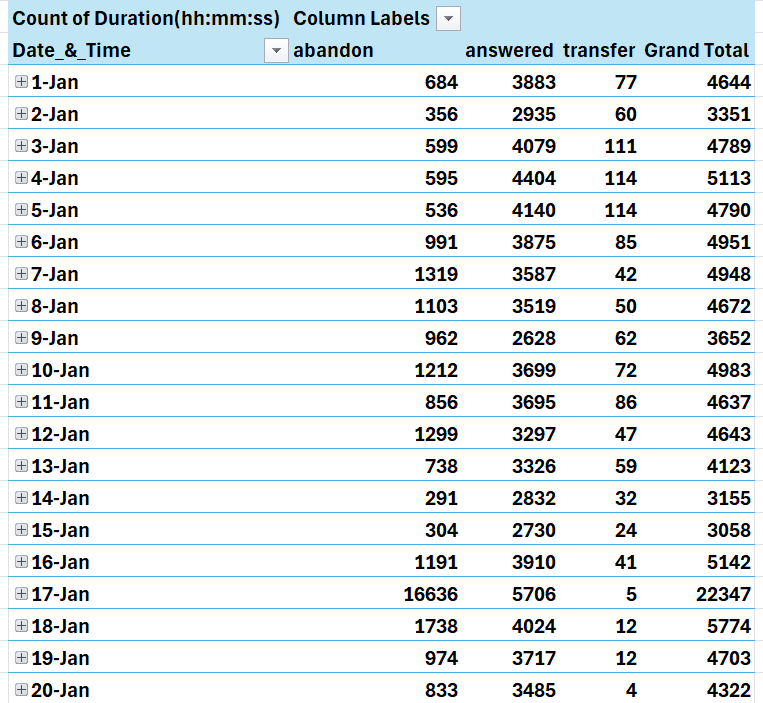 Count of Duration(hh:mm:ss) Column Labels
Date_&_Time abandon answered transfer Grand Total
1-Jan 684 3883 77 4644
2-Jan 356 2935 60 3351
3-Jan 599 4079 111 4789
4-Jan 595 4404 114 5113
5-Jan 536 4140 114 4790
6-Jan 991 3875 85 4951
7-Jan 1319 3587 42 4948
8-Jan 1103 3519 50 4672
9-Jan 962 2628 62 3652
10-Jan 1212 3699 72 4983
11-Jan 856 3695 86 4637
12-Jan 1299 3297 47 4643
13-Jan 738 3326 59 4123
14-Jan 291 2832 32 3155
15-Jan 304 2730 24 3058
16-Jan 1191 3910 41 5142
17-Jan 16636 5706 5 22347
18-Jan 1738 4024 12 5774
19-Jan 974 3717 12 4703
20-Jan 833 3485 4 4322